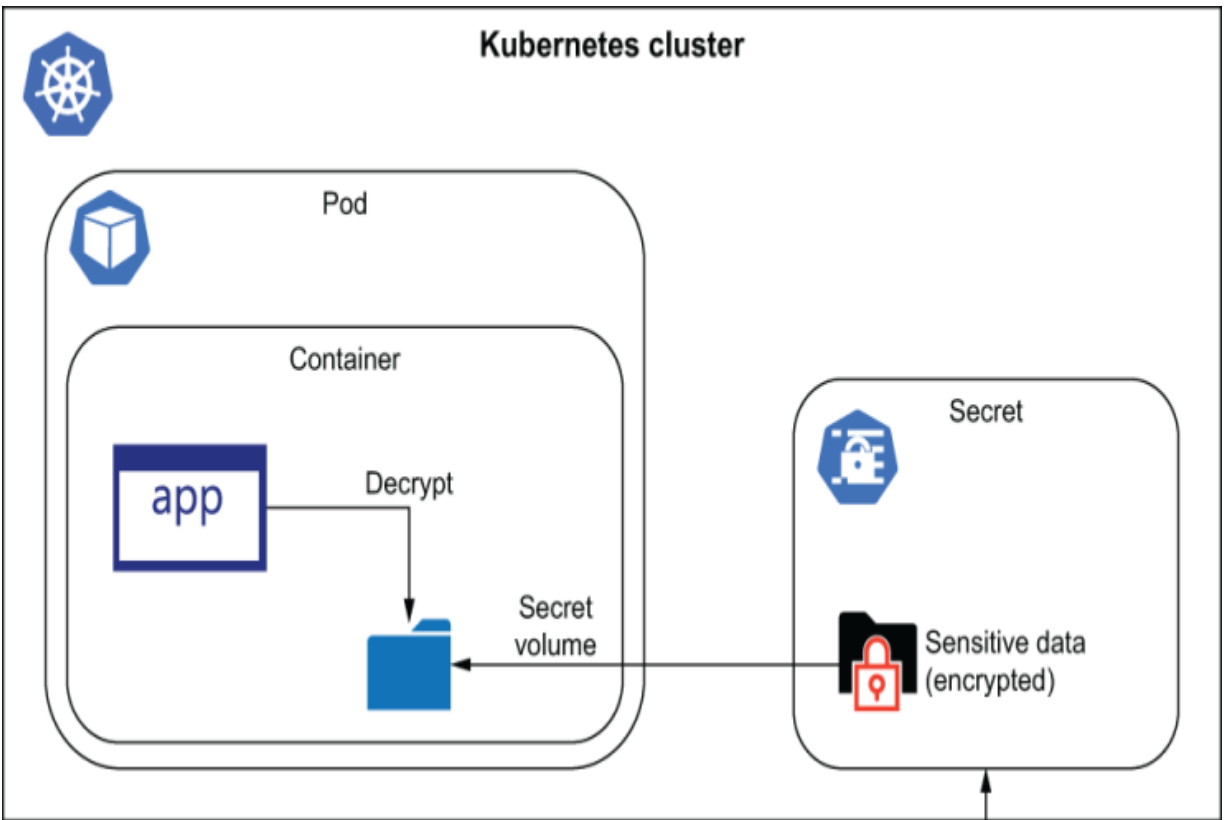 Kubernetes cluster
Pod
Container
app
Decrypt
Secret
volume
Secret
Sensitive data
(encrypted)